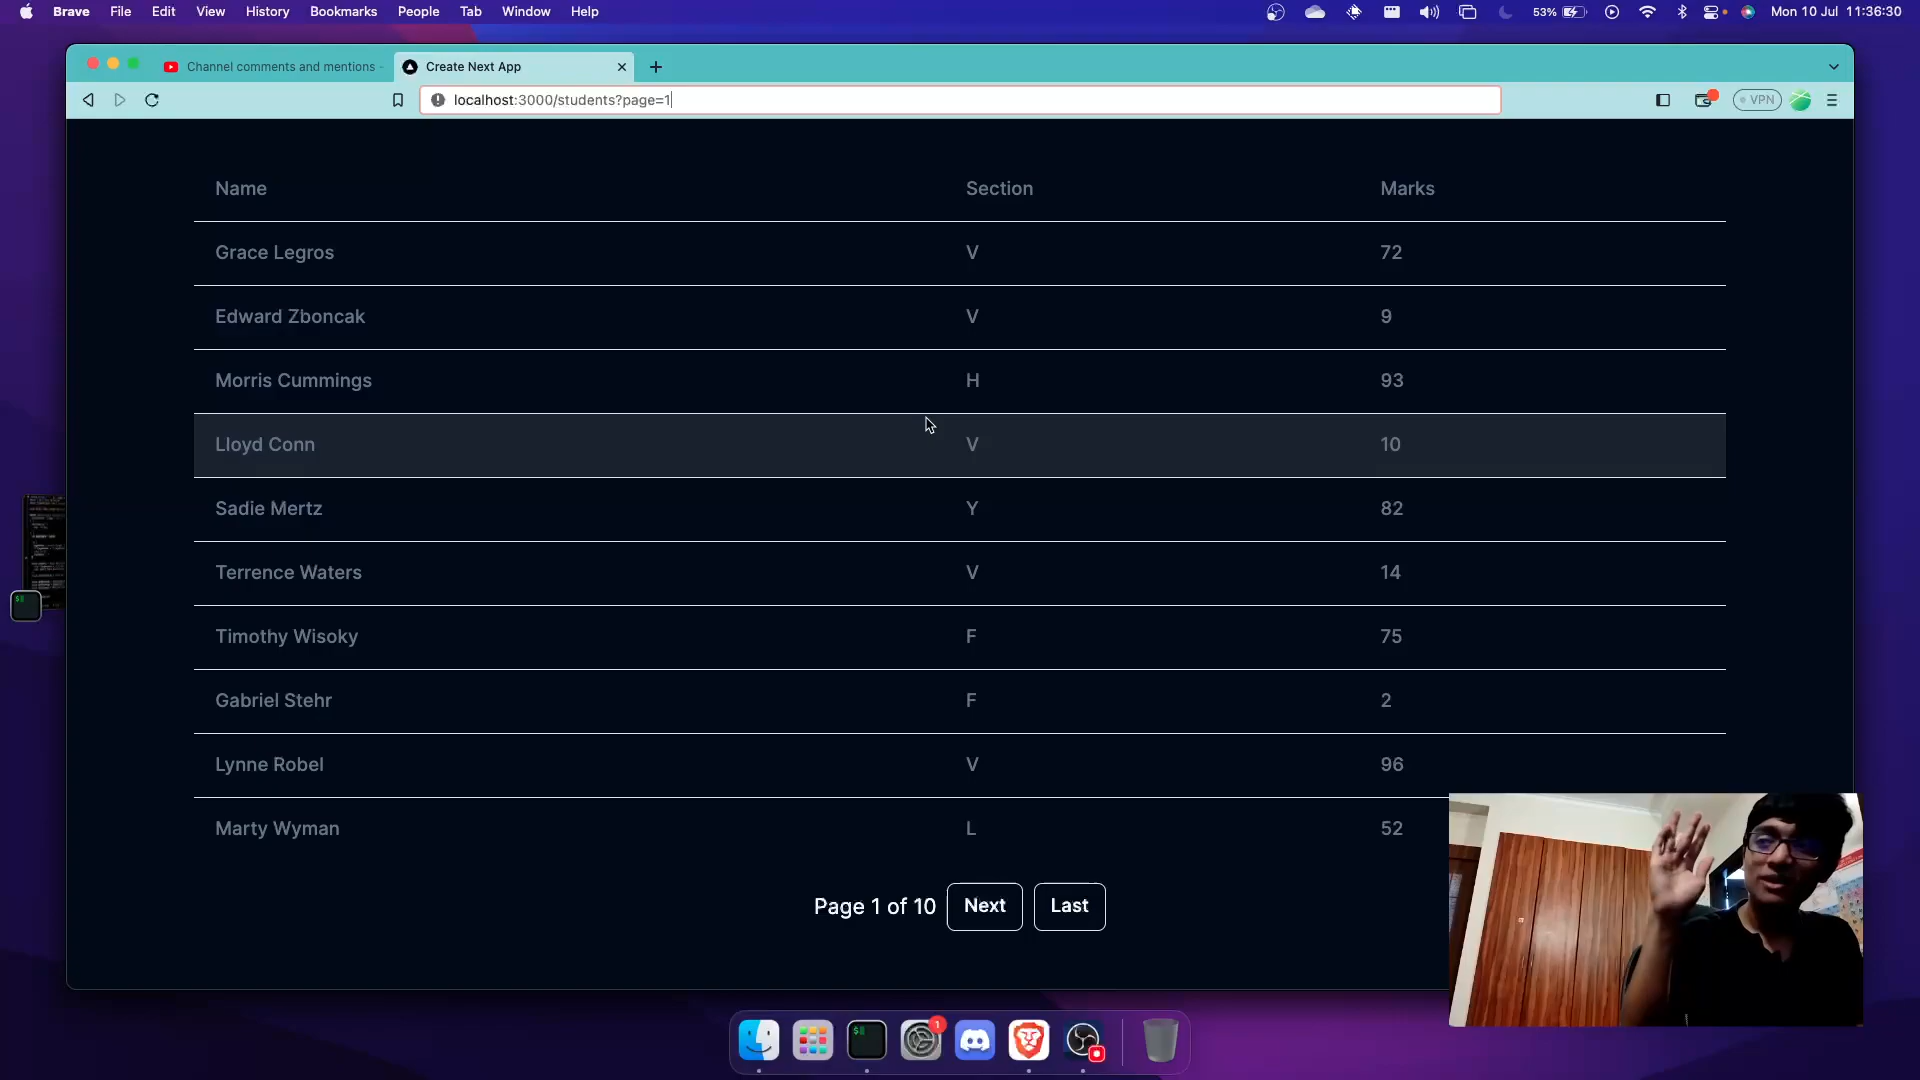 Brave File Edit View History Bookmarks People Tab Window Help 53% Mon 10 Jul 11:36:30
Channel comments and mentions - Create Next App
localhost:3000/students?page=1 VPN
Name Section Marks
Grace Legros V 72
Edward Zboncak V 9
Morris Cummings H 93
Lloyd Conn V 10
Sadie Mertz Y 82
Terrence Waters V 14
Timothy Wisoky F 75
Gabriel Stehr F 2
Lynne Robel V 96
Marty Wyman L 52
Page 1 of 10 Next Last
1